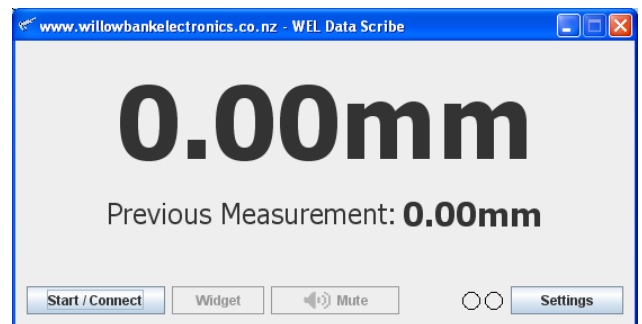 www.willowbankelectronics.co.nz - WEL Data Scribe
0.00mm
Previous Measurement: 0.00mm
Start / Connect Widget Mute Settings